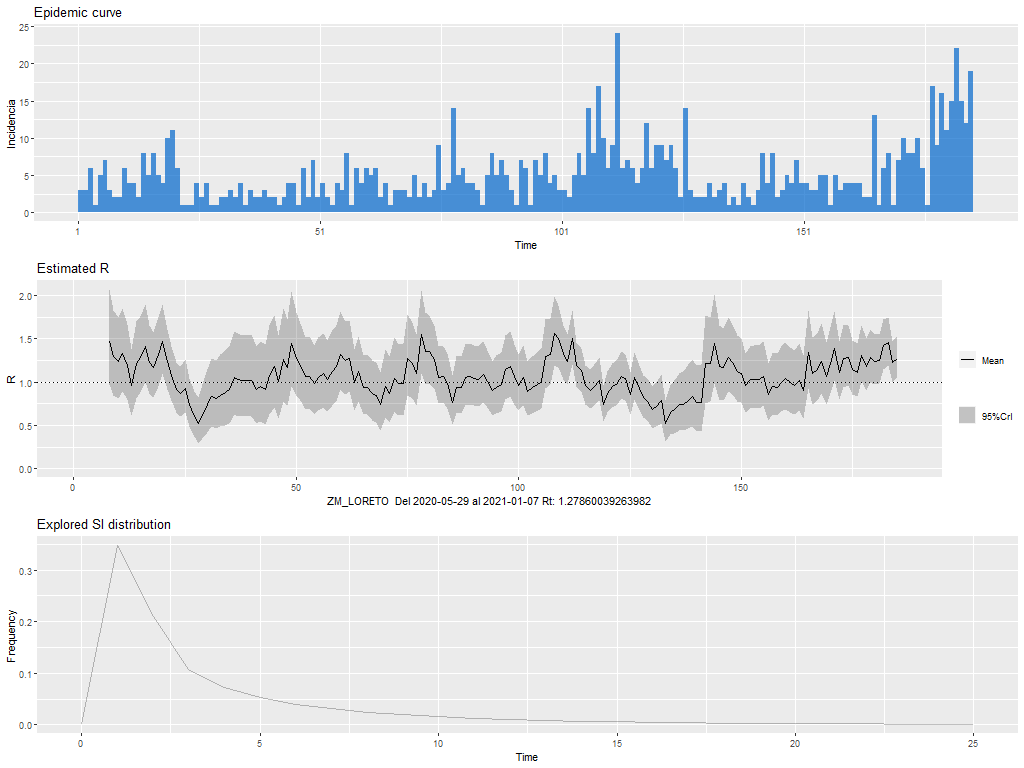 Epidemic curve
25
20
15
10
5
0
Incidencia
1
51
101
151
Time
Estimated R
2.0
1.5
1.0
0.5
0.0
R
0
50
100
150
ZM_LORETO Del 2020-05-29 al 2021-01-07 Rt: 1.27860039263982
Mean
95%CrI
Explored SI distribution
0.3
0.2
0.1
0.0
Frequency
0
5
10
15
20
25
Time